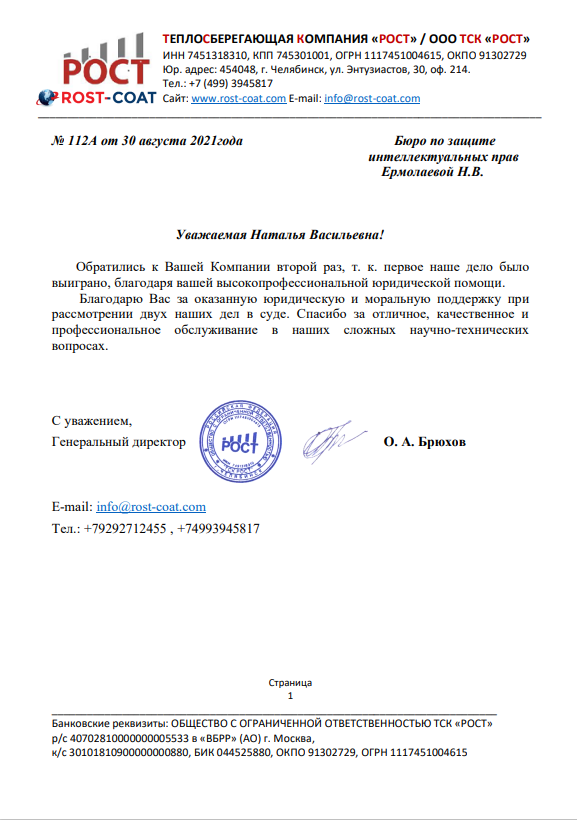 РОСТ
ROST-COAT
ТЕПЛОСБЕРЕГАЮЩАЯ КОМПАНИЯ «РОСТ» / ООО ТСК «РОСТ»
ИНН 7451318310, КПП 745301001, ОГРН 1117451004615, ОКПО 91302729
Юр. адрес: 454048, г. Челябинск, ул. Энтузиастов, 30, оф. 214.
Тел.: +7 (499) 3945817
Сайт: www.rost-coat.com E-mail: info@rost-coat.com
№ 112А от 30 августа 2021года
Бюро по защите
интеллектуальных прав
Ермолаевой Н.В.
Уважаемая Наталья Васильевна!
Обратились к Вашей Компании второй раз, т. к. первое наше дело было
выиграно, благодаря вашей высокопрофессиональной юридической помощи.
Благодарю Вас за оказанную юридическую и моральную поддержку при
рассмотрении двух наших дел в суде. Спасибо за отличное, качественное и
профессиональное обслуживание в наших сложных научно-технических
вопросах.
С уважением,
Генеральный директор
РОСТ
О. А. Брюхов
E-mail: info@rost-coat.com
Тел.: +79292712455 , +74993945817
Страница
1
Банковские реквизиты: ОБЩЕСТВО С ОГРАНИЧЕННОЙ ОТВЕТСТВЕННОСТЬЮ ТСК «РОСТ»
р/с 40702810000000005533 в «ВБРР» (АО) г. Москва,
к/с 30101810900000000880, БИК 044525880, ОКПО 91302729, ОГРН 1117451004615